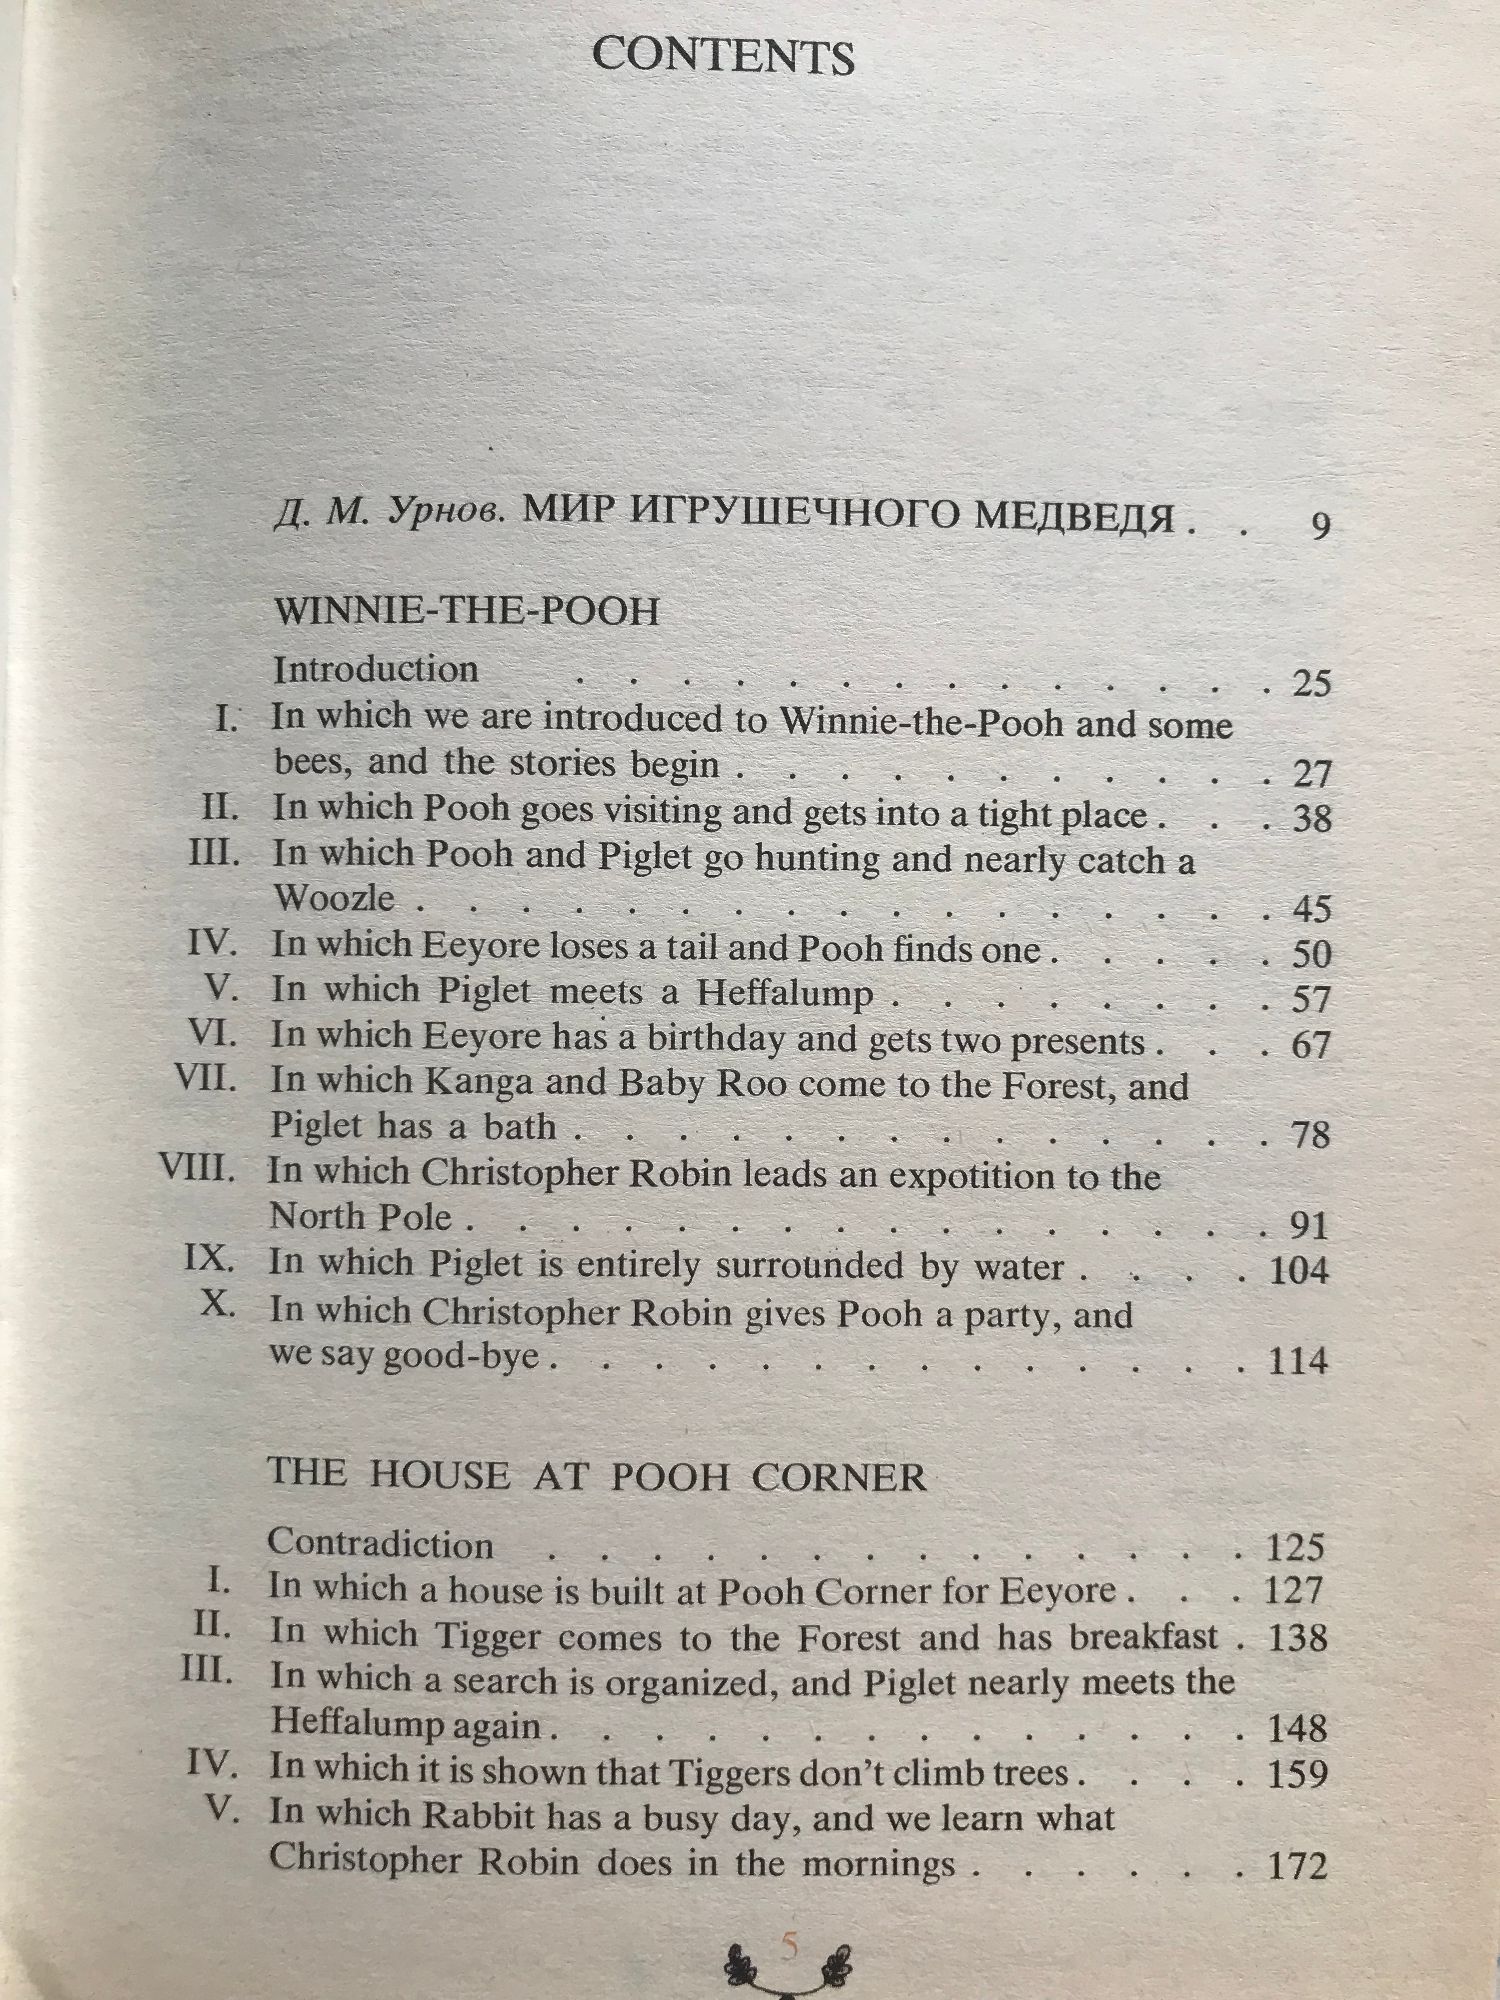 CONTENTS
Д. М. Урнов. МИР ИГРУШЕЧНОГО МЕДВЕДЯ . . 9
WINNIE-THE-POOH
Introduction . . . . . . . . . . . . . . 25
I. In which we are introduced to Winnie-the-Pooh and some
bees, and the stories begin . . . . . . . . . . . 27
II. In which Pooh goes visiting and gets into a tight place . . . 38
III. In which Pooh and Piglet go hunting and nearly catch a
Woozle . . . . . . . . . . . . . . . . . 45
IV. In which Eeyore loses a tail and Pooh finds one . . . . . 50
V. In which Piglet meets a Heffalump . . . . . . . . 57
VI. In which Eeyore has a birthday and gets two presents . . . 67
VII. In which Kanga and Baby Roo come to the Forest, and
Piglet has a bath . . . . . . . . . . . . . . 78
VIII. In which Christopher Robin leads an expotition to the
North Pole . . . . . . . . . . . . . . . . 91
IX. In which Piglet is entirely surrounded by water . . . . 104
X. In which Christopher Robin gives Pooh a party, and
we say good-bye . . . . . . . . . . . . . . 114
THE HOUSE AT POOH CORNER
Contradiction . . . . . . . . . . . . . . 125
I. In which a house is built at Pooh Corner for Eeyore . . . 127
II. In which Tigger comes to the Forest and has breakfast . 138
III. In which a search is organized, and Piglet nearly meets the
Heffalump again . . . . . . . . . . . . . . 148
IV. In which it is shown that Tiggers don't climb trees . . . . 159
V. In which Rabbit has a busy day, and we learn what
Christopher Robin does in the mornings . . . . . . 172
5